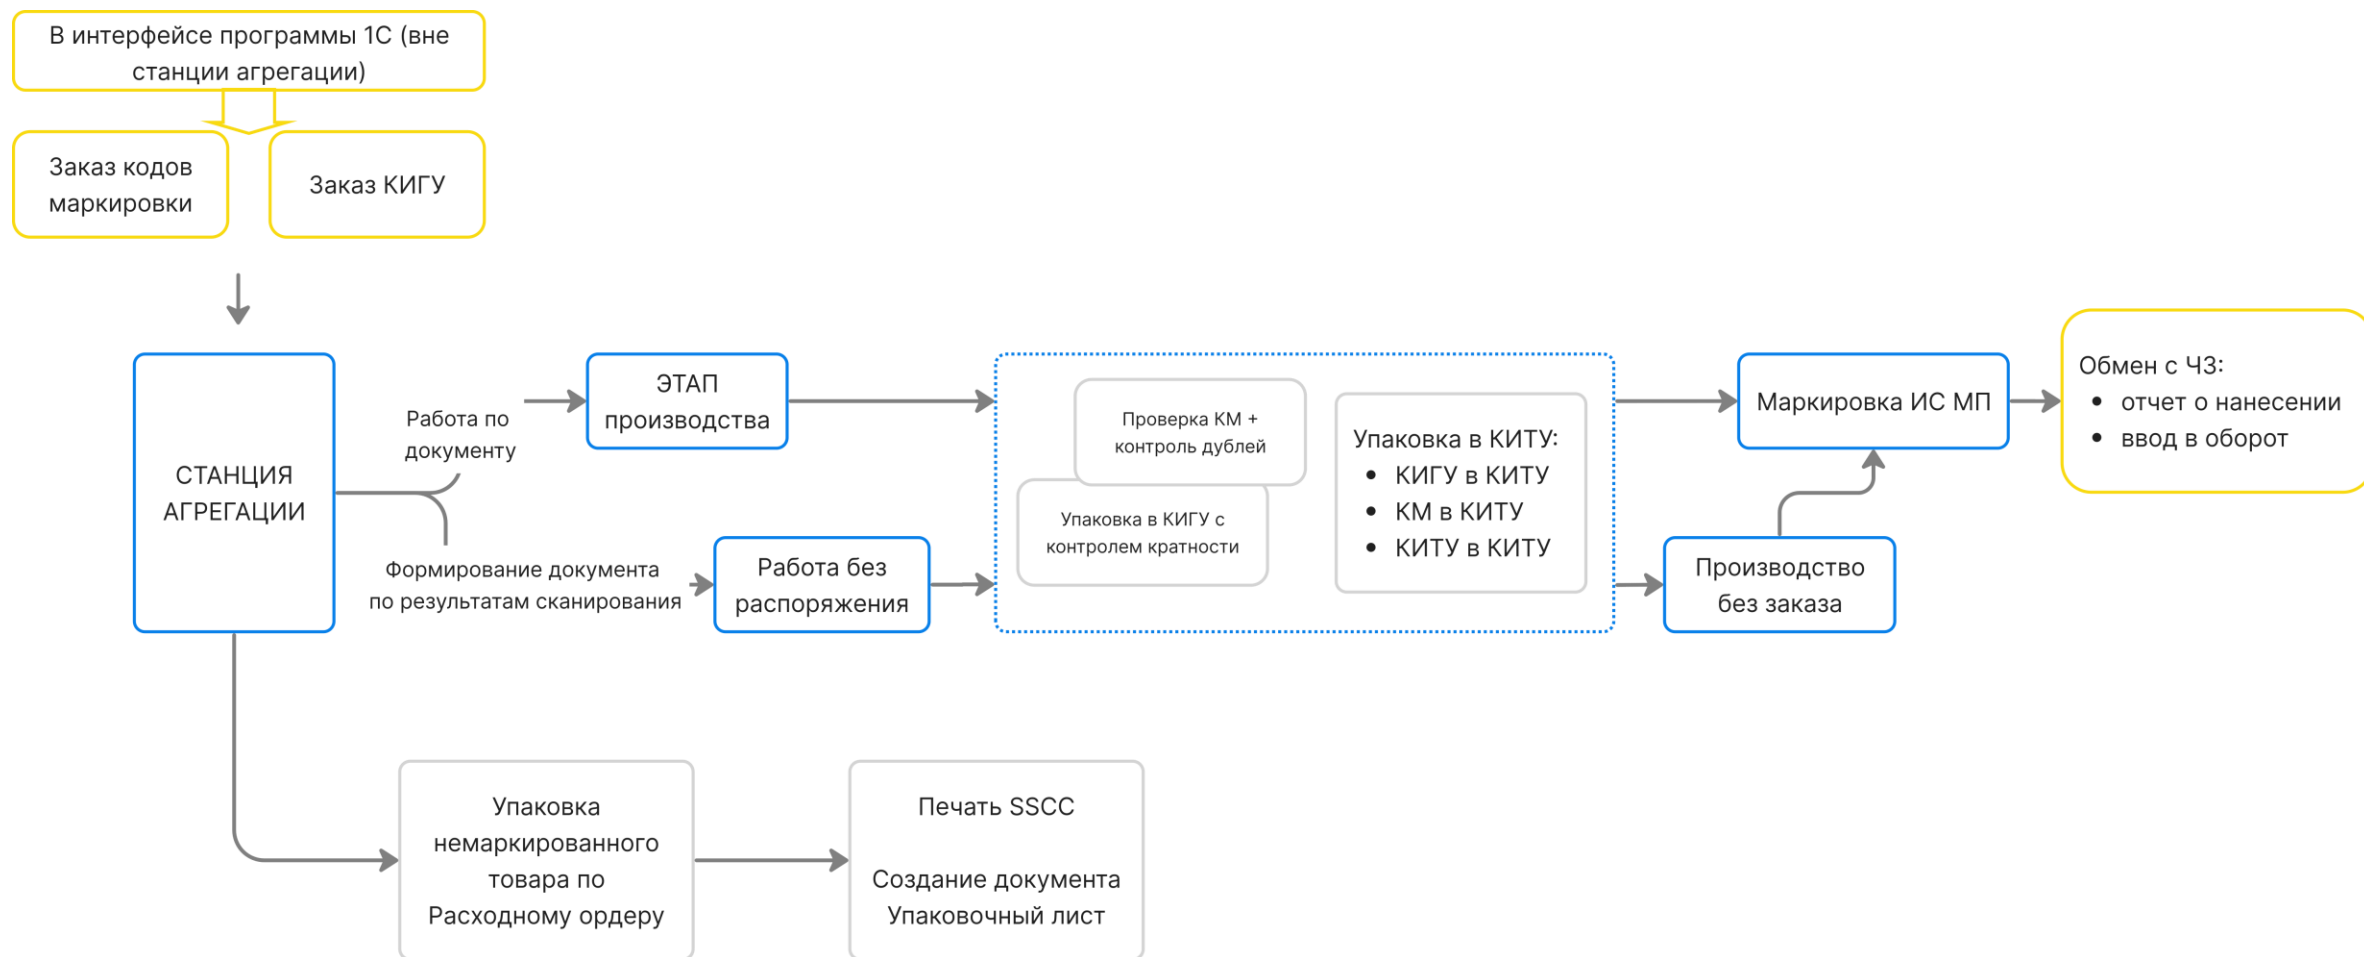 В интерфейсе программы 1С (вне
станции агрегации)
Заказ кодов
маркировки
Заказ КИГУ
СТАНЦИЯ
АГРЕГАЦИИ
Работа по
документу
ЭТАП
производства
Формирование документа
по результатам сканирования
Работа без
распоряжения
Проверка КМ +
контроль дублей
Упаковка в КИГУ с
контролем кратности
Упаковка в КИТУ:
• КИГУ в КИТУ
• КМ в КИТУ
• КИТУ в КИТУ
Маркировка ИС МП
Производство
без заказа
Обмен с ЧЗ:
• отчет о нанесении
• ввод в оборот
Упаковка
немаркированного
товара по
Расходному ордеру
Печать SSCC
Создание документа
Упаковочный лист